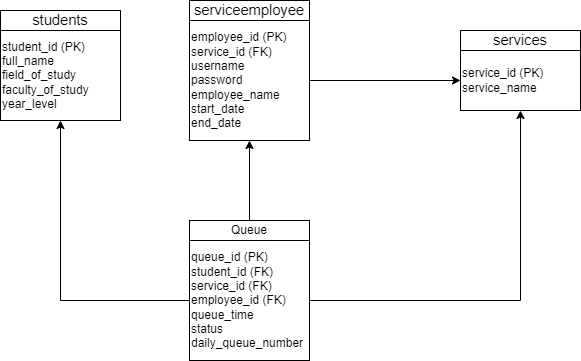 students
student_id (PK)
full_name
field_of_study
faculty_of_study
year_level
serviceemployee
employee_id (PK)
service_id (FK)
username
password
employee_name
start_date
end_date
services
service_id (PK)
service_name
Queue
queue_id (PK)
student_id (FK)
service_id (FK)
employee_id (FK)
queue_time
status
daily_queue_number